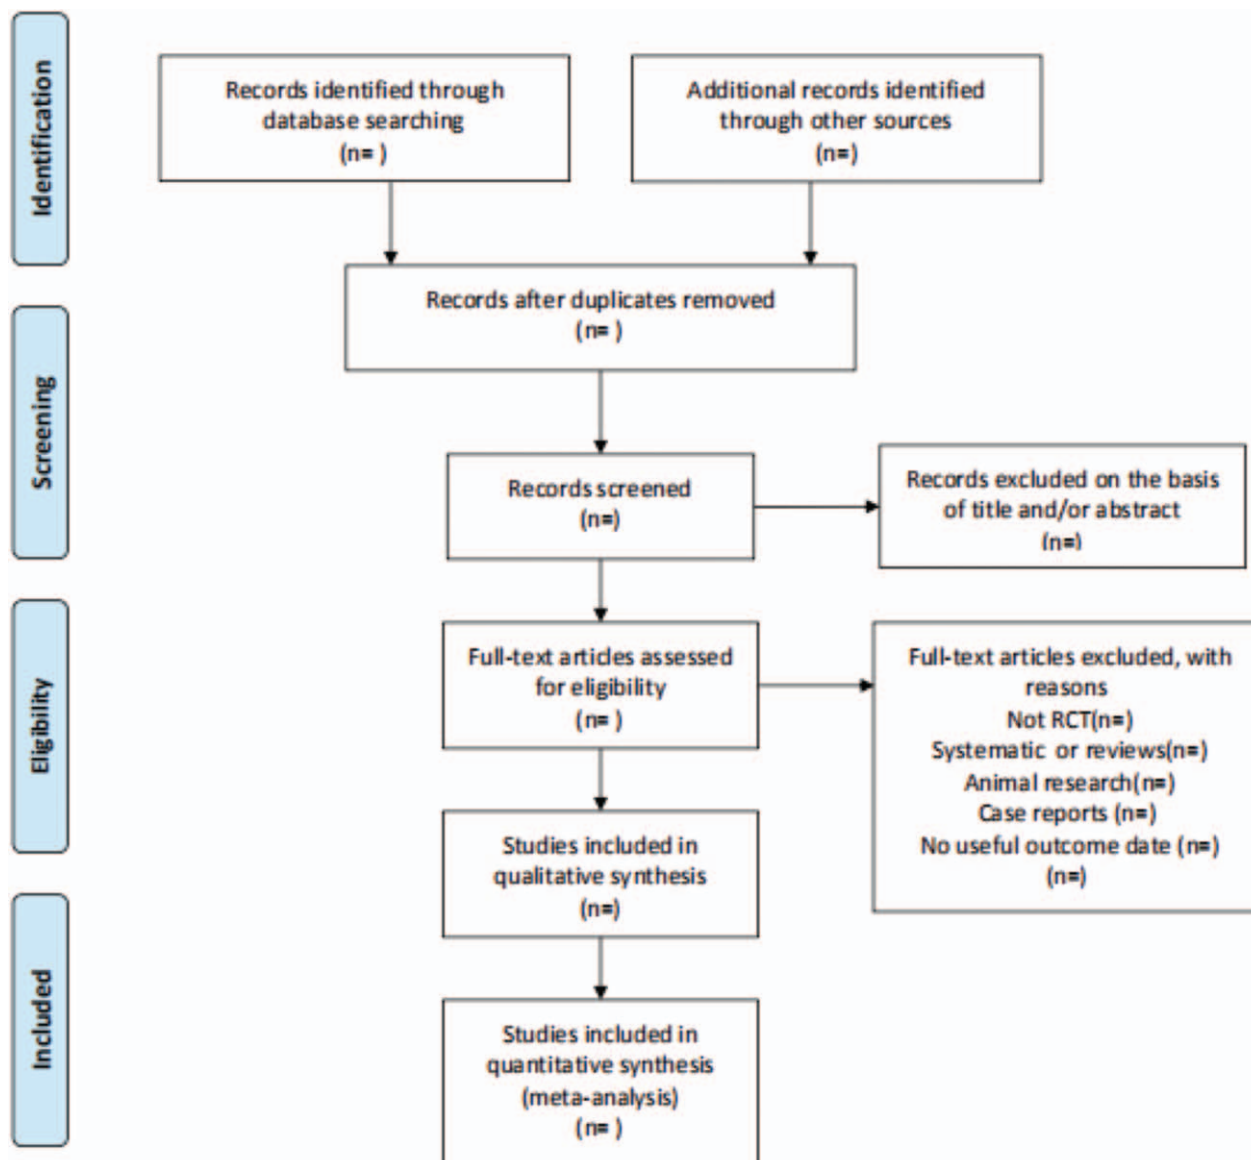 Identification
Records identified through
database searching
(n= )
Additional records identified
through other sources
(n=)
Records after duplicates removed
(n= )
Screening
Records screened
(n=)
Records excluded on the basis
of title and/or abstract
(n=)
Eligibility
Full-text articles assessed
for eligibility
(n= )
Full-text articles excluded, with
reasons
Not RCT(n=)
Systematic or reviews(n=)
Animal research(n=)
Case reports (n=)
No useful outcome date (n=)
(n=)
Studies included in
qualitative synthesis
(n=)
Included
Studies included in
quantitative synthesis
(meta-analysis)
(n= )